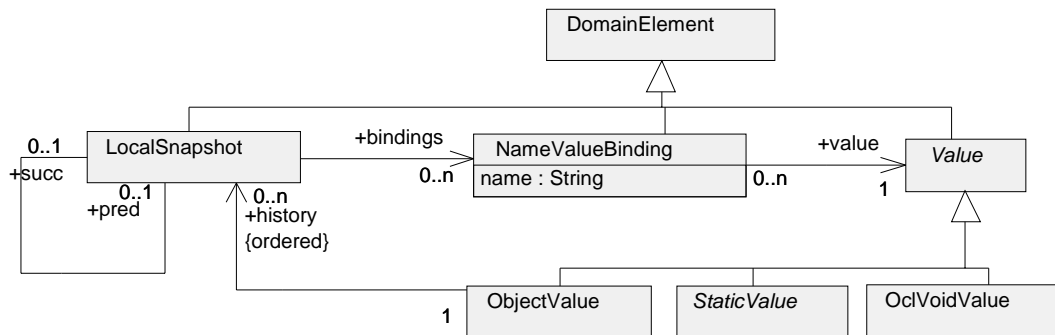 DomainElement
0..1
LocalSnapshot
+bindings
NameValueBinding
+value
Value
+succ
0..1
0..n
0..n
name : String
0..n
1
+pred
+history
{ordered}
1
ObjectValue
StaticValue
OclVoidValue